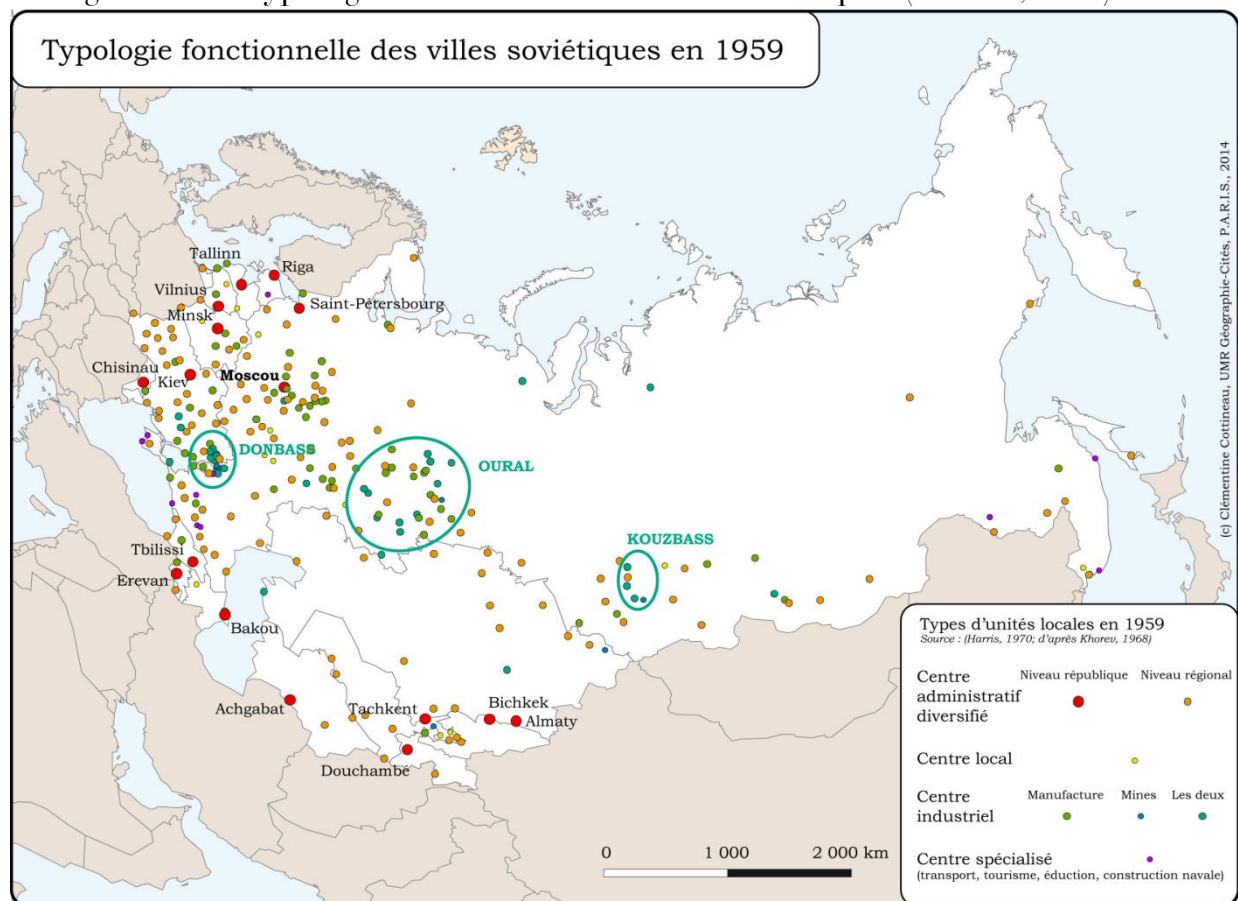 Typologie fonctionnelle des villes soviétiques en 1959
Tallinn
Riga
Vilnius
Saint-Pétersbourg
Minsk
Chisinau
Kiev
Moscou
DONBASS
OURAL
KOUZBASS
Tbilissi
Erevan
Bakou
Achgabat
Tachkent
Bichkek
Almaty
Douchambé
0 1 000 2 000 km
(c) Clémentine Cottineau, UMR Géographie-Cités, P.A.R.I.S., 2014
Types d'unités locales en 1959
Source : (Harris, 1970; d'après Khorev, 1968)
Centre administratif diversifié
Niveau république Niveau régional
Centre local
Centre industriel
Manufacture Mines Les deux
Centre spécialisé
(transport, tourisme, éduction, construction navale)